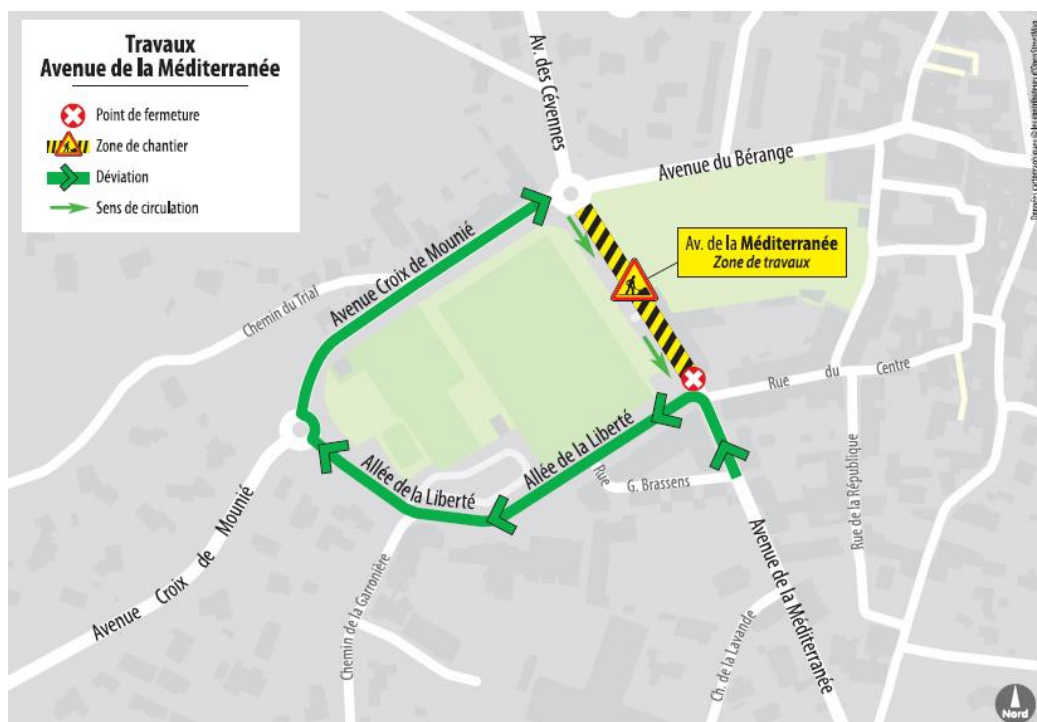 Travaux
Avenue de la Méditerranée
Point de fermeture
Zone de chantier
Déviation
Sens de circulation
Av. des Cévennes
Avenue du Bérange
Av. de la Méditerranée
Zone de travaux
Avenue Croix de Mounié
Chemin du Trial
Rue du Centre
Allée de la Liberté
Allée de la Liberté
Rue G. Brassens
Rue de la République
Avenue Croix de Mounié
Chemin de la Garronière
Ch. de la Lavande
Avenue de la Méditerranée
Nord